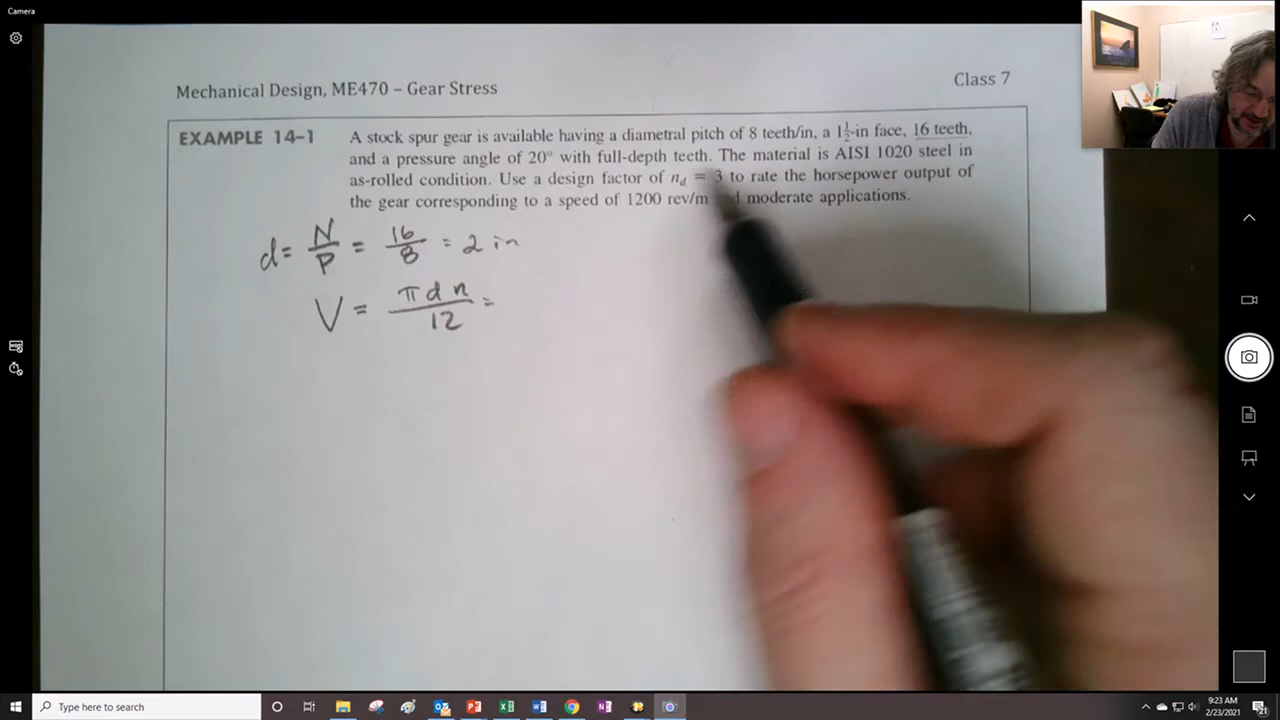 Camera
Mechanical Design, ME470 – Gear Stress
Class 7
EXAMPLE 14–1
A stock spur gear is available having a diametral pitch of 8 teeth/in, a 1½-in face, 16 teeth,
and a pressure angle of 20° with full-depth teeth. The material is AISI 1020 steel in
as-rolled condition. Use a design factor of n_d = 3 to rate the horsepower output of
the gear corresponding to a speed of 1200 rev/m d moderate applications.
d = N/P = 16/8 = 2 in
V = πdn/12 =
Type here to search
9:23 AM
2/23/2021
21